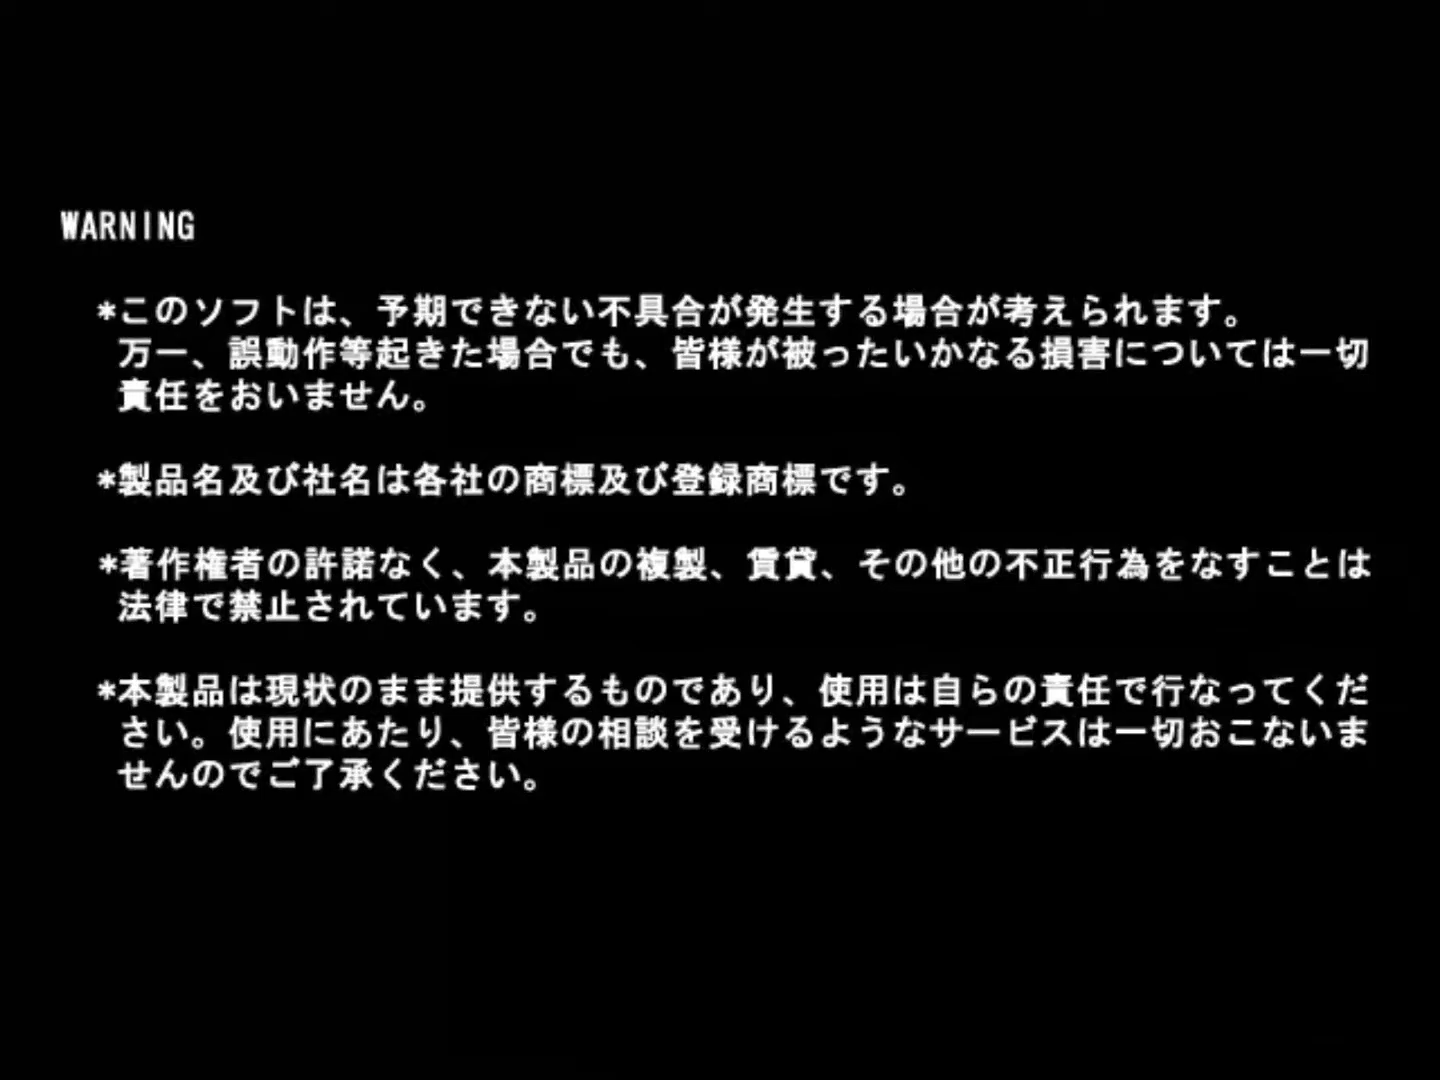 WARNING
*このソフトは、予期できない不具合が発生する場合が考えられます。
万一、誤動作等起きた場合でも、皆様が被ったいかなる損害については一切
責任をおいません。
*製品名及び社名は各社の商標及び登録商標です。
*著作権者の許諾なく、本製品の複製、賃貸、その他の不正行為をなすことは
法律で禁止されています。
*本製品は現状のまま提供するものであり、使用は自らの責任で行なってくだ
さい。使用にあたり、皆様の相談を受けるようなサービスは一切おこないま
せんのでご了承ください。